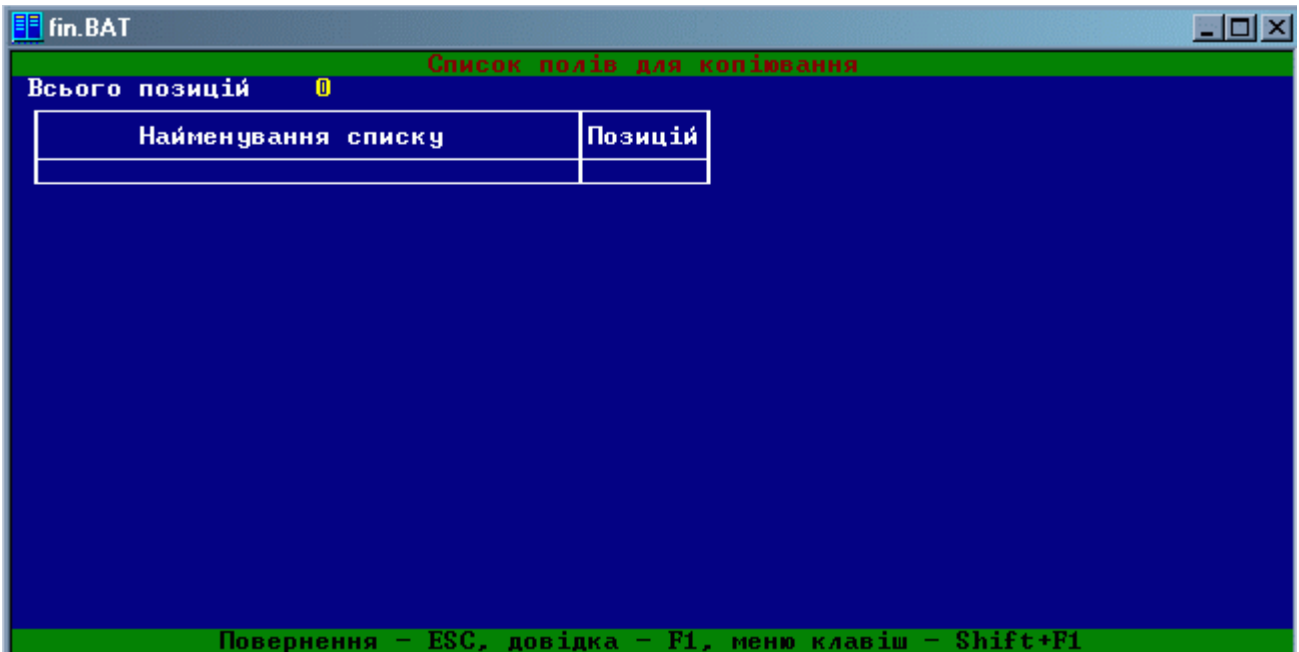 fin.BAT
Список полів для копіювання
Всього позицій 0
Найменування списку Позицій
Повернення - ESC, довідка - F1, меню клавіш - Shift+F1